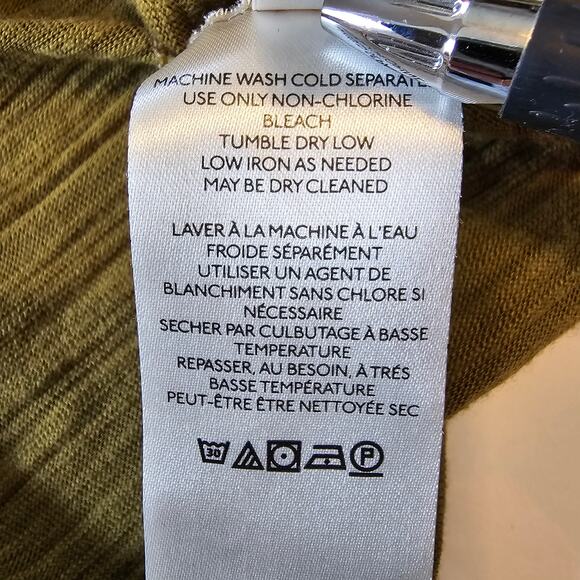 MACHINE WASH COLD
USE ONLY NON-CHLORINE
BLEACH
TUMBLE DRY LOW
LOW IRON AS NEEDED
MAY BE DRY CLEANED
LAVER À LA MACHINE À L'EAU
FROIDE SÉPARÉMENT
UTILISER UN AGENT DE
BLANCHIMENT SANS CHLORE SI
NÉCESSAIRE
SECHER PAR CULBUTAGE À BASSE
TEMPERATURE
REPASSER, AU BESOIN, À TRÉS
BASSE TEMPÉRATURE
PEUT-ÊTRE ÊTRE NETTOYÉE SEC
30 P